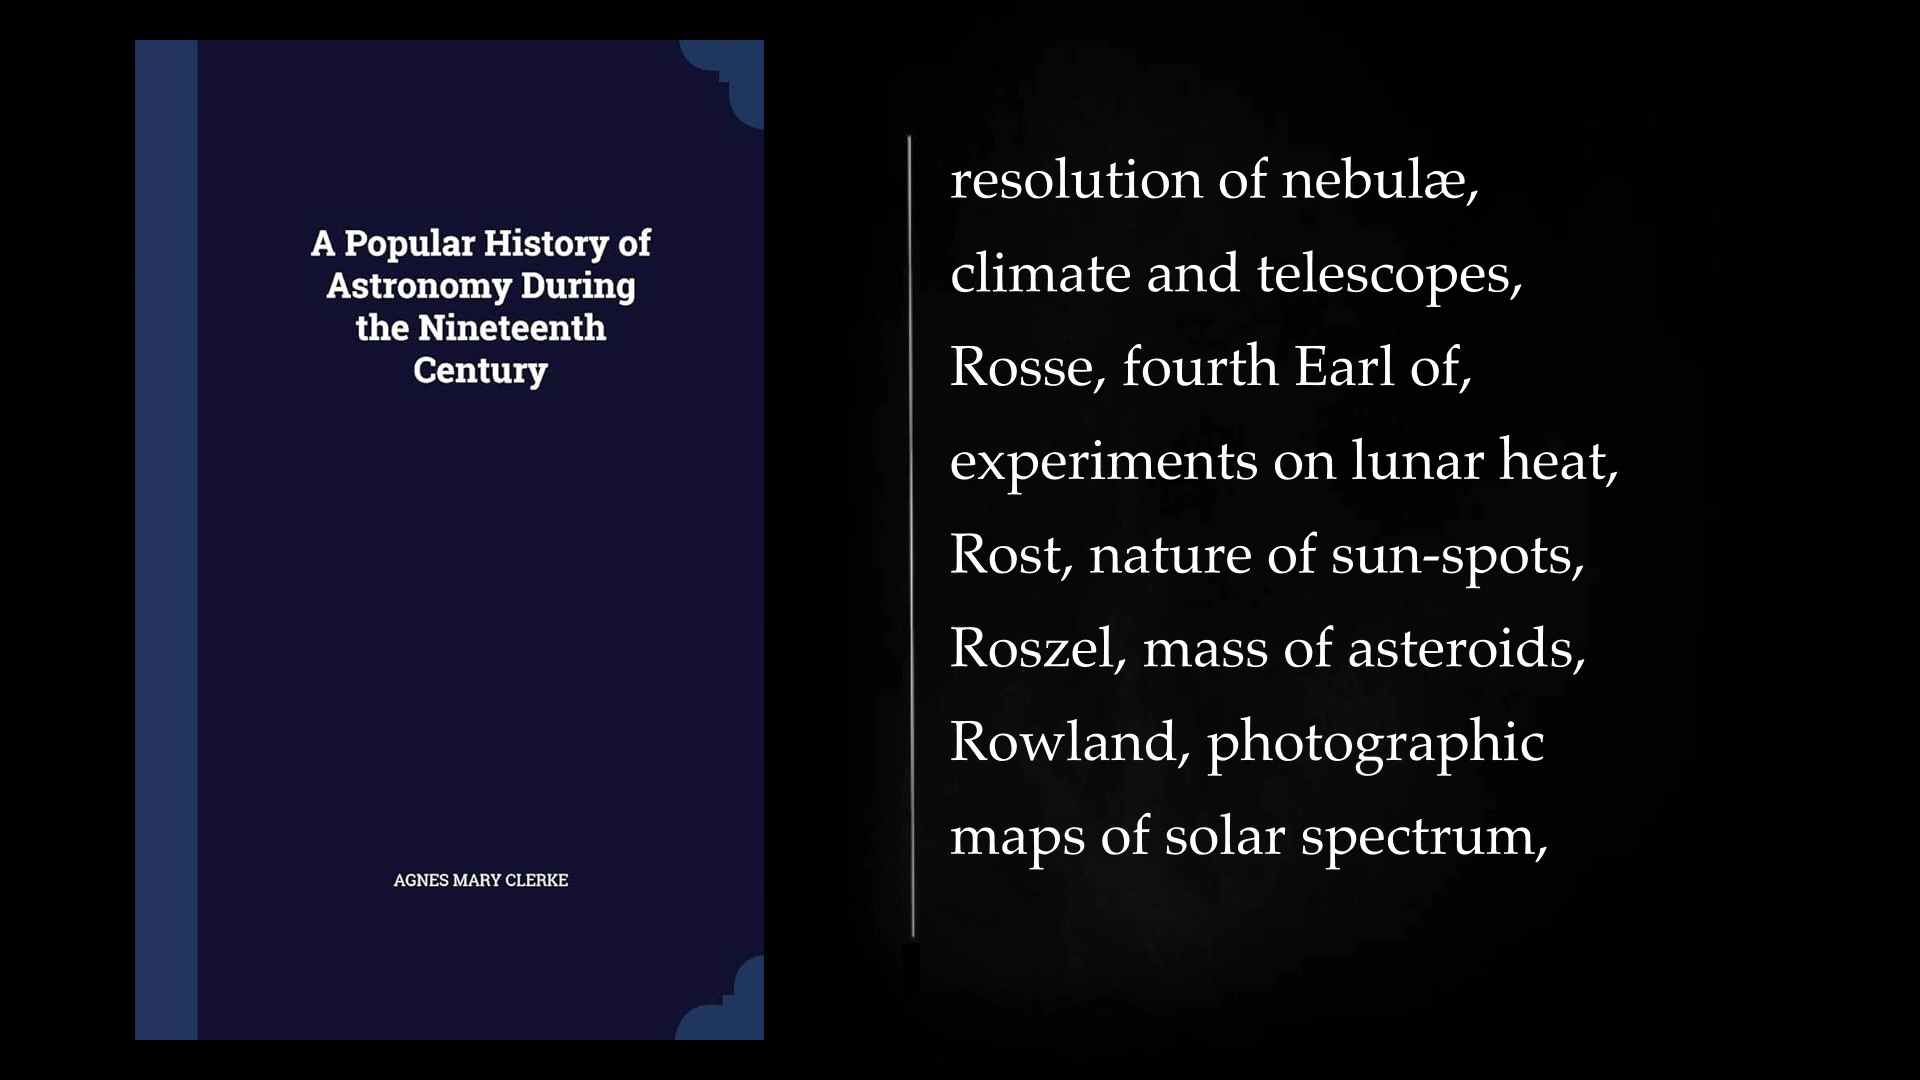 A Popular History of
Astronomy During
the Nineteenth
Century
AGNES MARY CLERKE
resolution of nebulæ,
climate and telescopes,
Rosse, fourth Earl of,
experiments on lunar heat,
Rost, nature of sun-spots,
Roszel, mass of asteroids,
Rowland, photographic
maps of solar spectrum,